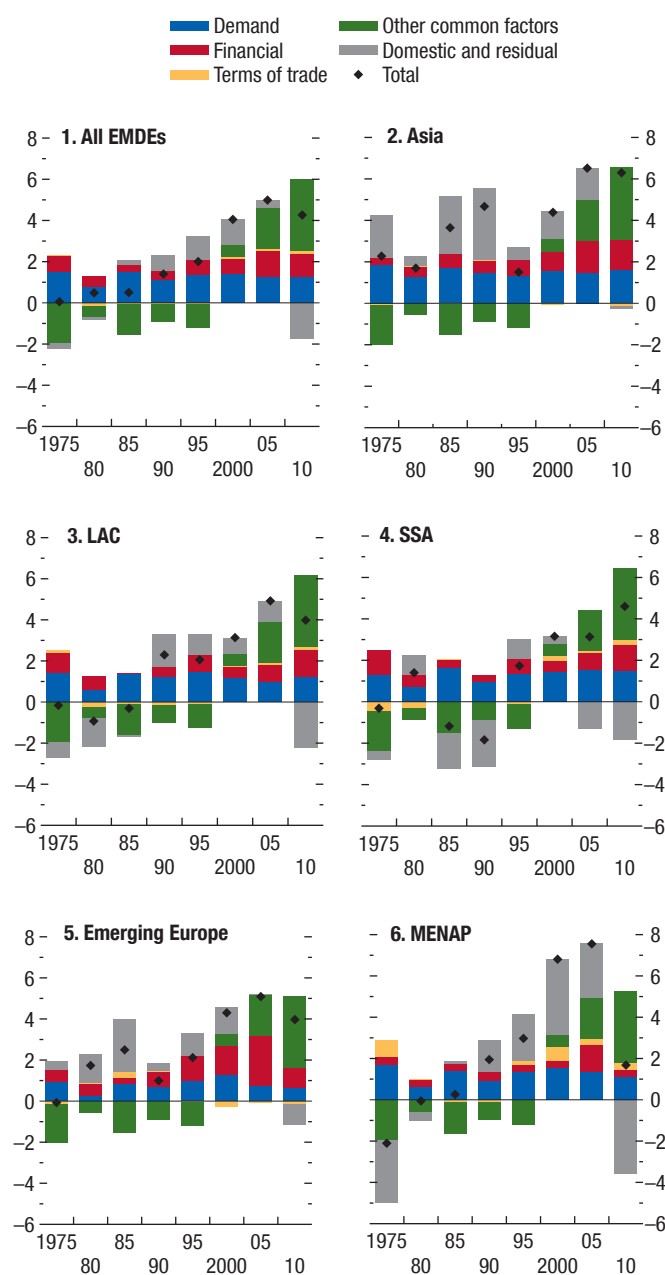 Demand
Other common factors
Financial
Domestic and residual
Terms of trade
Total
1. All EMDEs
2. Asia
8
6
4
2
0
–2
–4
–6
8
6
4
2
0
–2
–4
–6
1975 85 95 05
80 90 2000 10
1975 85 95 05
80 90 2000 10
3. LAC
4. SSA
8
6
4
2
0
–2
–4
–6
8
6
4
2
0
–2
–4
–6
1975 85 95 05
80 90 2000 10
1975 85 95 05
80 90 2000 10
5. Emerging Europe
6. MENAP
8
6
4
2
0
–2
–4
–6
8
6
4
2
0
–2
–4
–6
1975 85 95 05
80 90 2000 10
1975 85 95 05
80 90 2000 10